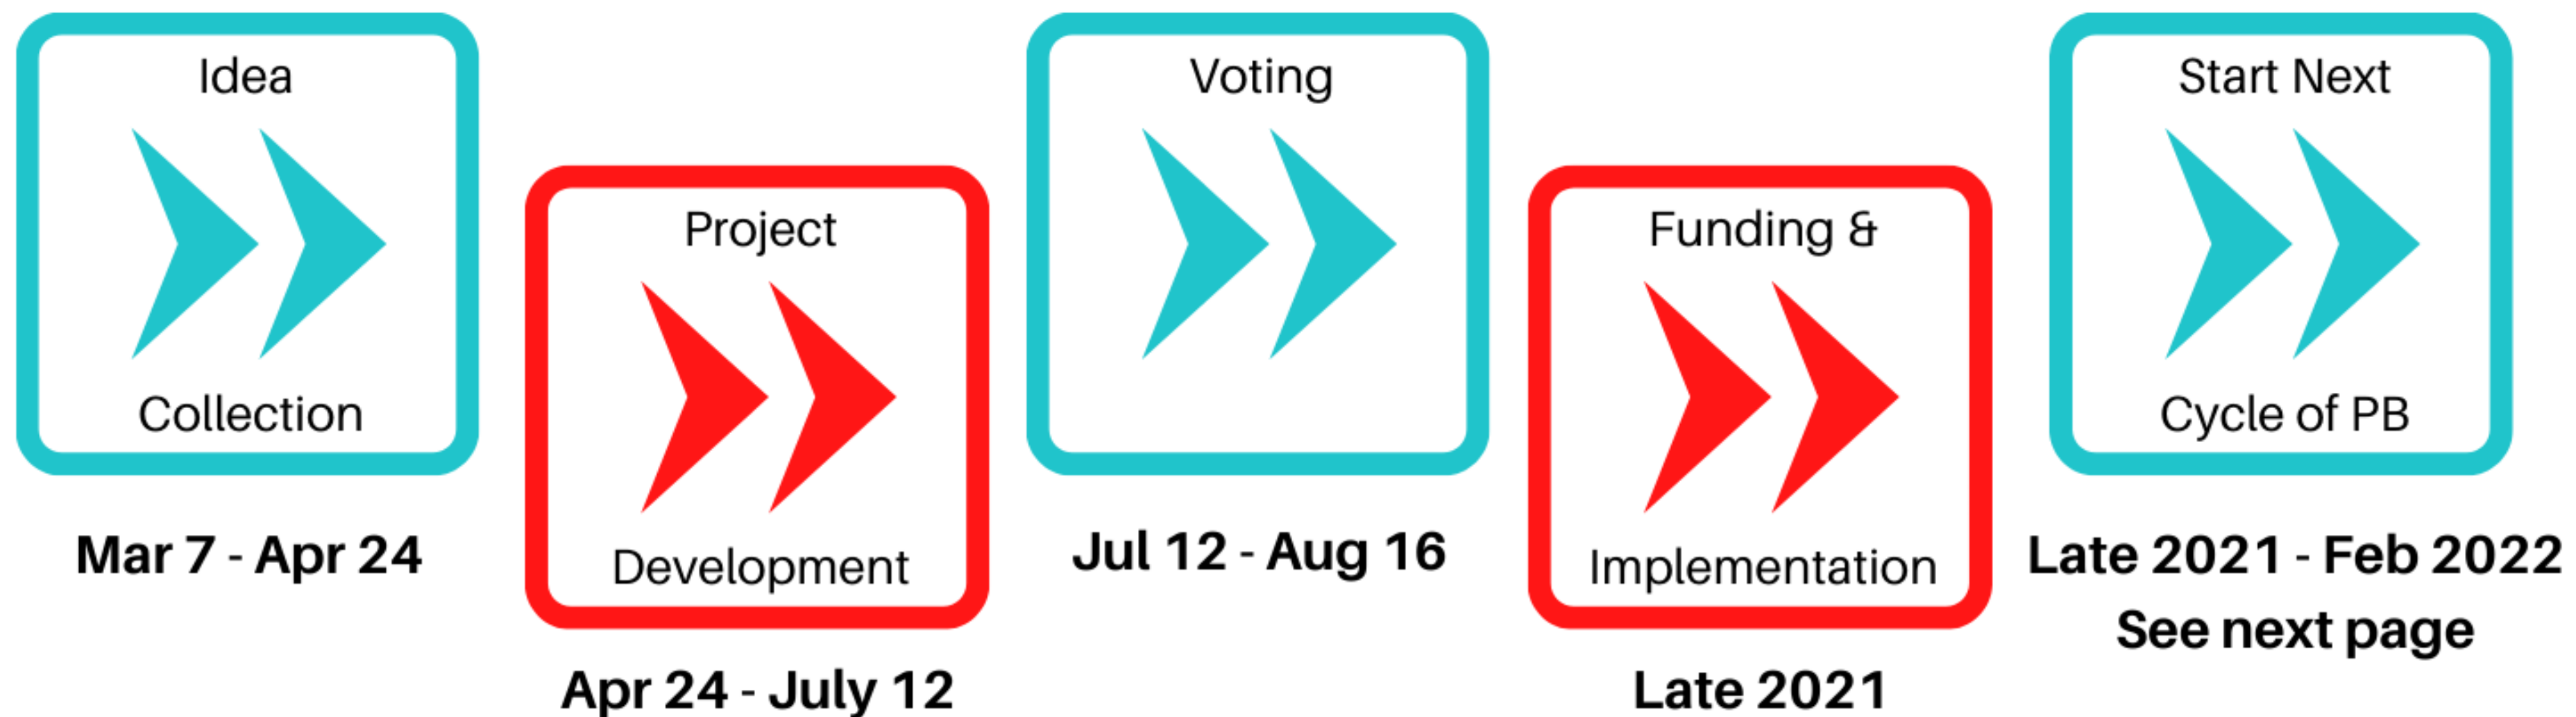 Idea
Collection
Mar 7 - Apr 24
Project
Development
Apr 24 - July 12
Voting
Jul 12 - Aug 16
Funding &
Implementation
Late 2021
Start Next
Cycle of PB
Late 2021 - Feb 2022
See next page